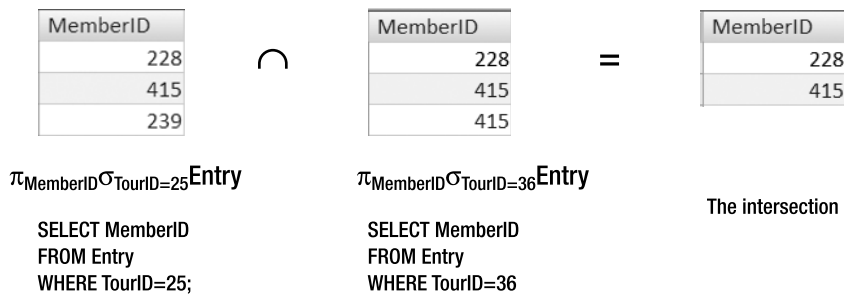 MemberID
228
415
239
∩
MemberID
228
415
415
=
MemberID
228
415
πMemberIDσTourID=25Entry
SELECT MemberID
FROM Entry
WHERE TourID=25;
πMemberIDσTourID=36Entry
SELECT MemberID
FROM Entry
WHERE TourID=36
The intersection